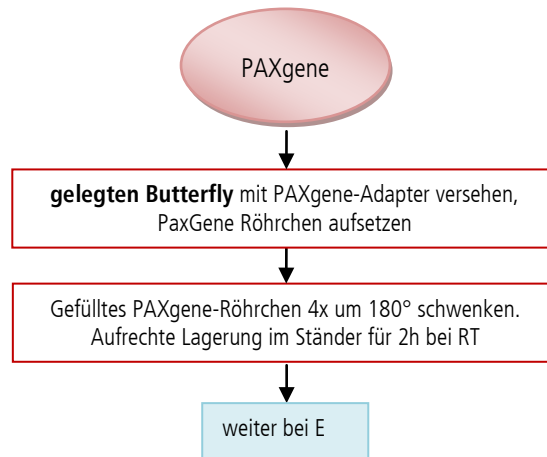 PAXgene
gelegten Butterfly mit PAXgene-Adapter versehen,
PaxGene Röhrchen aufsetzen
Gefülltes PAXgene-Röhrchen 4x um 180° schwenken.
Aufrechte Lagerung im Ständer für 2h bei RT
weiter bei E